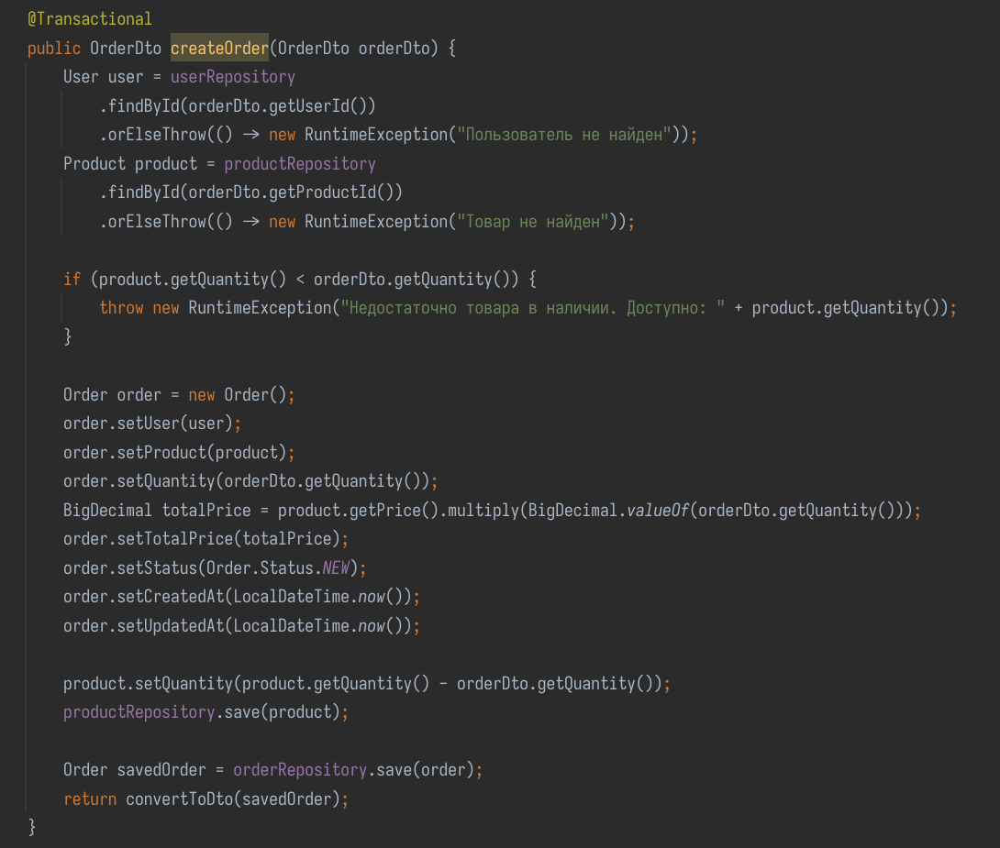 @Transactional
public OrderDto createOrder(OrderDto orderDto) {
    User user = userRepository
        .findById(orderDto.getUserId())
        .orElseThrow(() -> new RuntimeException("Пользователь не найден"));
    Product product = productRepository
        .findById(orderDto.getProductId())
        .orElseThrow(() -> new RuntimeException("Товар не найден"));

    if (product.getQuantity() < orderDto.getQuantity()) {
        throw new RuntimeException("Недостаточно товара в наличии. Доступно: " + product.getQuantity());
    }

    Order order = new Order();
    order.setUser(user);
    order.setProduct(product);
    order.setQuantity(orderDto.getQuantity());
    BigDecimal totalPrice = product.getPrice().multiply(BigDecimal.valueOf(orderDto.getQuantity()));
    order.setTotalPrice(totalPrice);
    order.setStatus(Order.Status.NEW);
    order.setCreatedAt(LocalDateTime.now());
    order.setUpdatedAt(LocalDateTime.now());

    product.setQuantity(product.getQuantity() - orderDto.getQuantity());
    productRepository.save(product);

    Order savedOrder = orderRepository.save(order);
    return convertToDto(savedOrder);
}